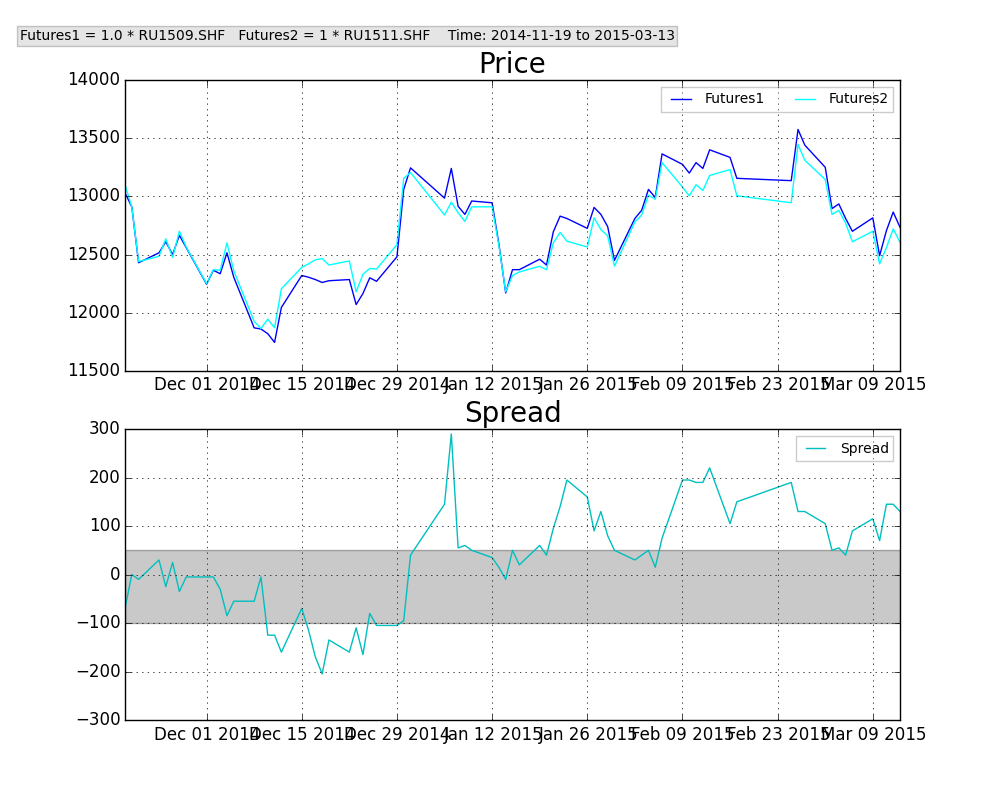 Futures1 = 1.0 * RU1509.SHF   Futures2 = 1 * RU1511.SHF    Time: 2014-11-19 to 2015-03-13
Price
14000
13500
13000
12500
12000
11500
Futures1 Futures2
Dec 01 2014 Dec 15 2014 Dec 29 2014 Jan 12 2015 Jan 26 2015 Feb 09 2015 Feb 23 2015 Mar 09 2015
Spread
300
200
100
0
−100
−200
−300
Spread
Dec 01 2014 Dec 15 2014 Dec 29 2014 Jan 12 2015 Jan 26 2015 Feb 09 2015 Feb 23 2015 Mar 09 2015